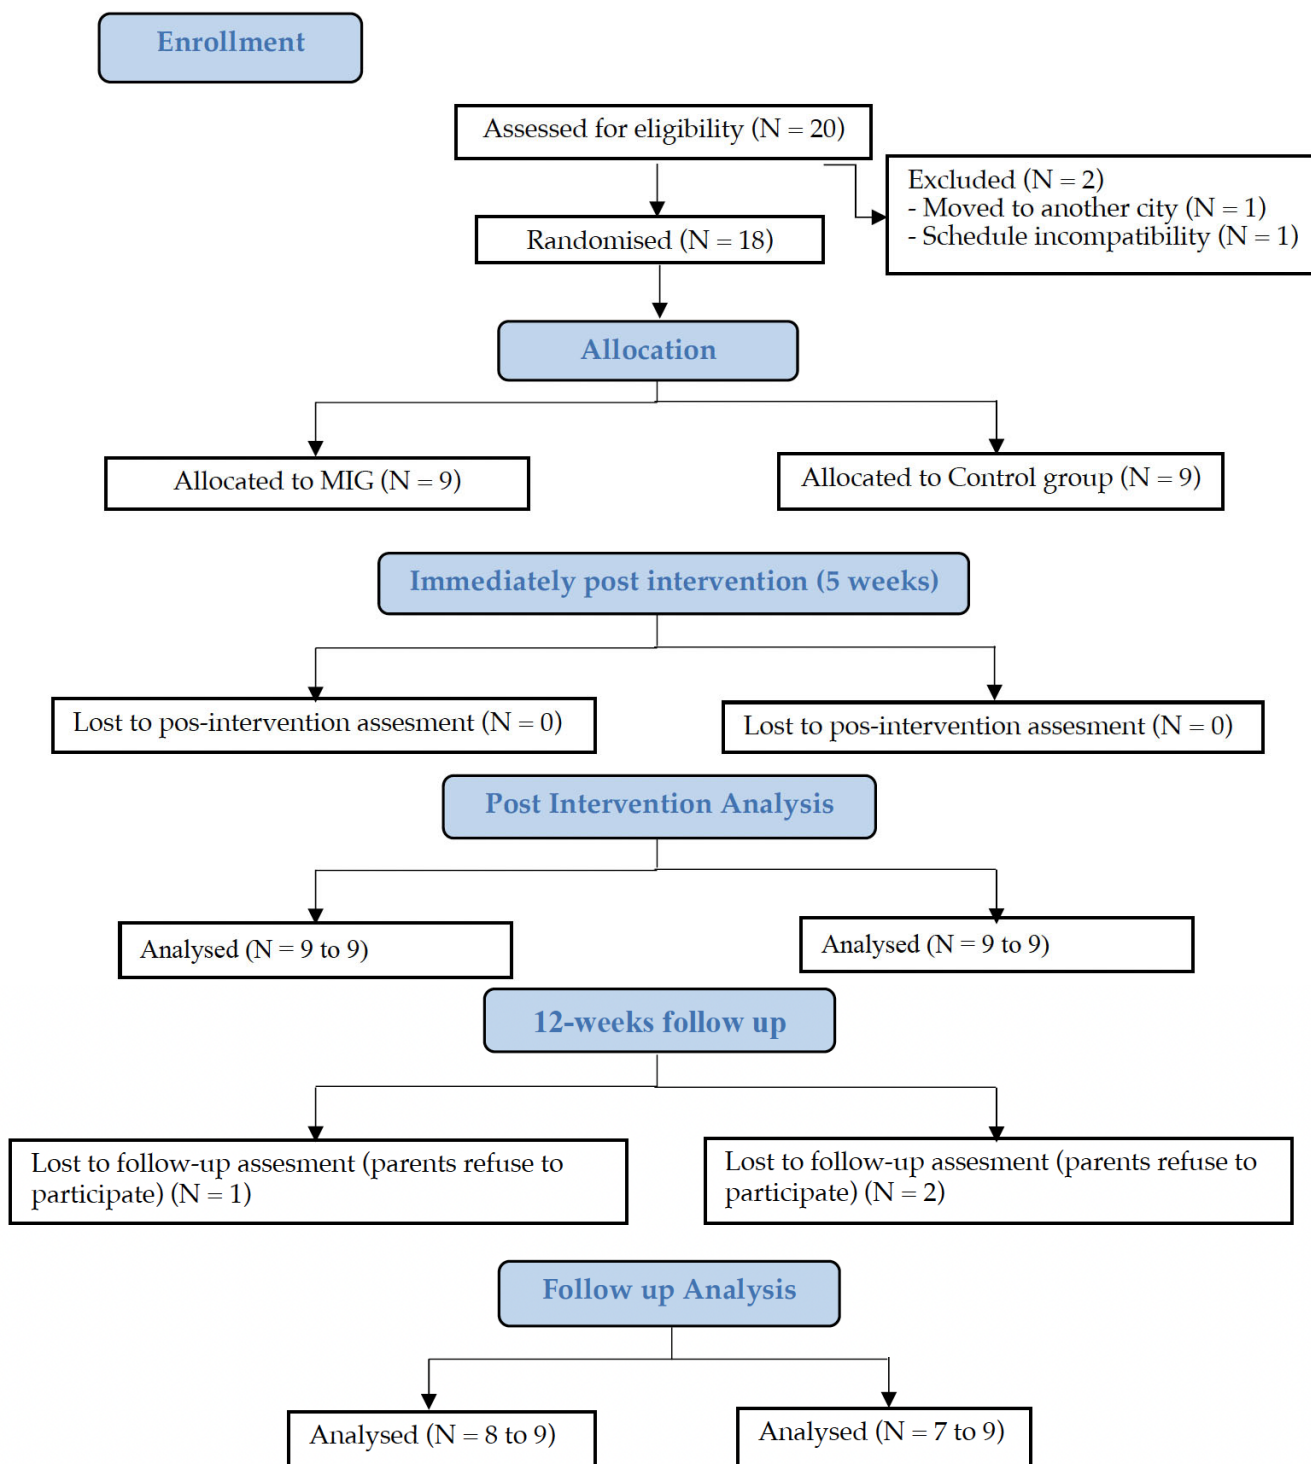 Enrollment
Assessed for eligibility (N = 20)
Excluded (N = 2)
- Moved to another city (N = 1)
- Schedule incompatibility (N = 1)
Randomised (N = 18)
Allocation
Allocated to MIG (N = 9)
Allocated to Control group (N = 9)
Immediately post intervention (5 weeks)
Lost to pos-intervention assesment (N = 0)
Lost to pos-intervention assesment (N = 0)
Post Intervention Analysis
Analysed (N = 9 to 9)
Analysed (N = 9 to 9)
12-weeks follow up
Lost to follow-up assesment (parents refuse to
participate) (N = 1)
Lost to follow-up assesment (parents refuse to
participate) (N = 2)
Follow up Analysis
Analysed (N = 8 to 9)
Analysed (N = 7 to 9)